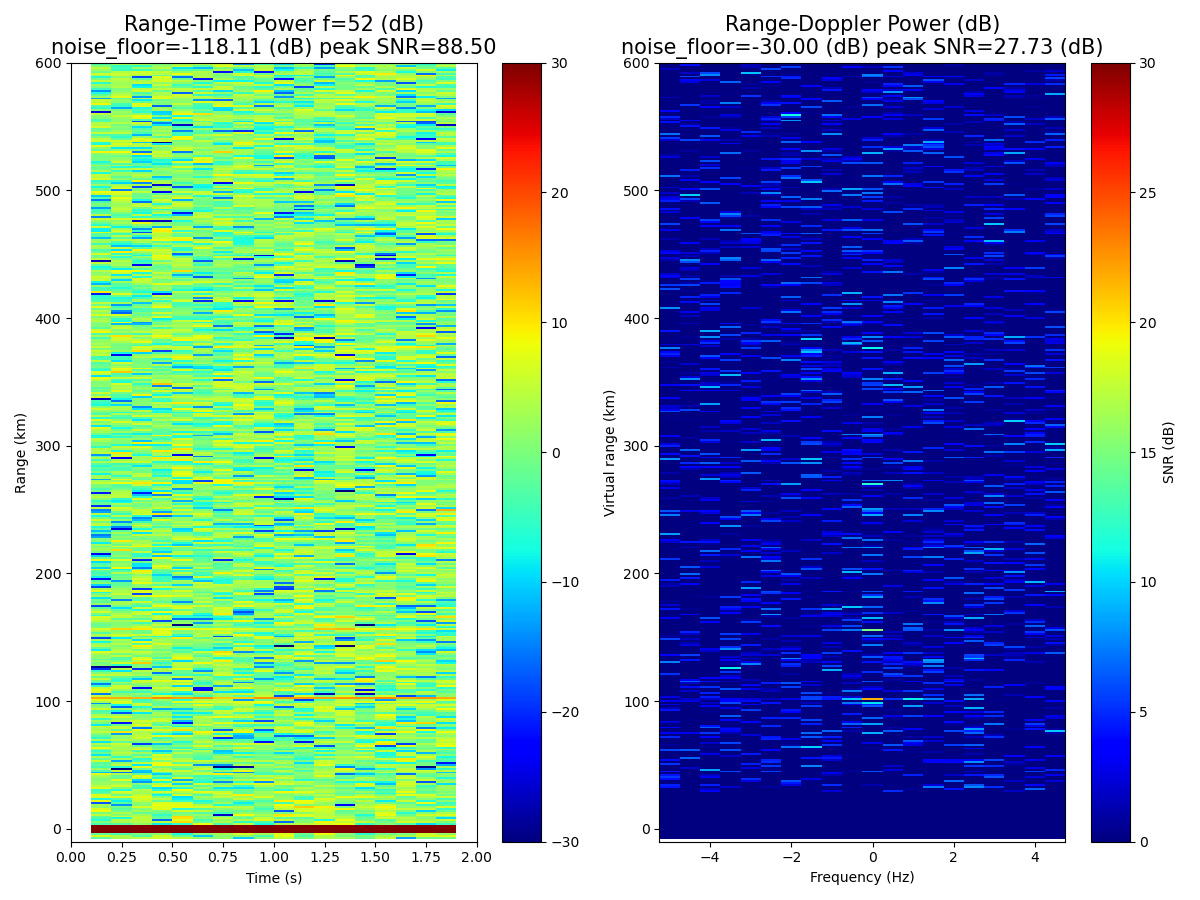 Range-Time Power f=52 (dB)
noise_floor=-118.11 (dB) peak SNR=88.50
600
500
400
300
200
100
0
Range (km)
0.00 0.25 0.50 0.75 1.00 1.25 1.50 1.75 2.00
Time (s)
30
20
10
0
−10
−20
−30
Range-Doppler Power (dB)
noise_floor=-30.00 (dB) peak SNR=27.73 (dB)
600
500
400
300
200
100
0
Virtual range (km)
−4 −2 0 2 4
Frequency (Hz)
30
25
20
15
10
5
0
SNR (dB)